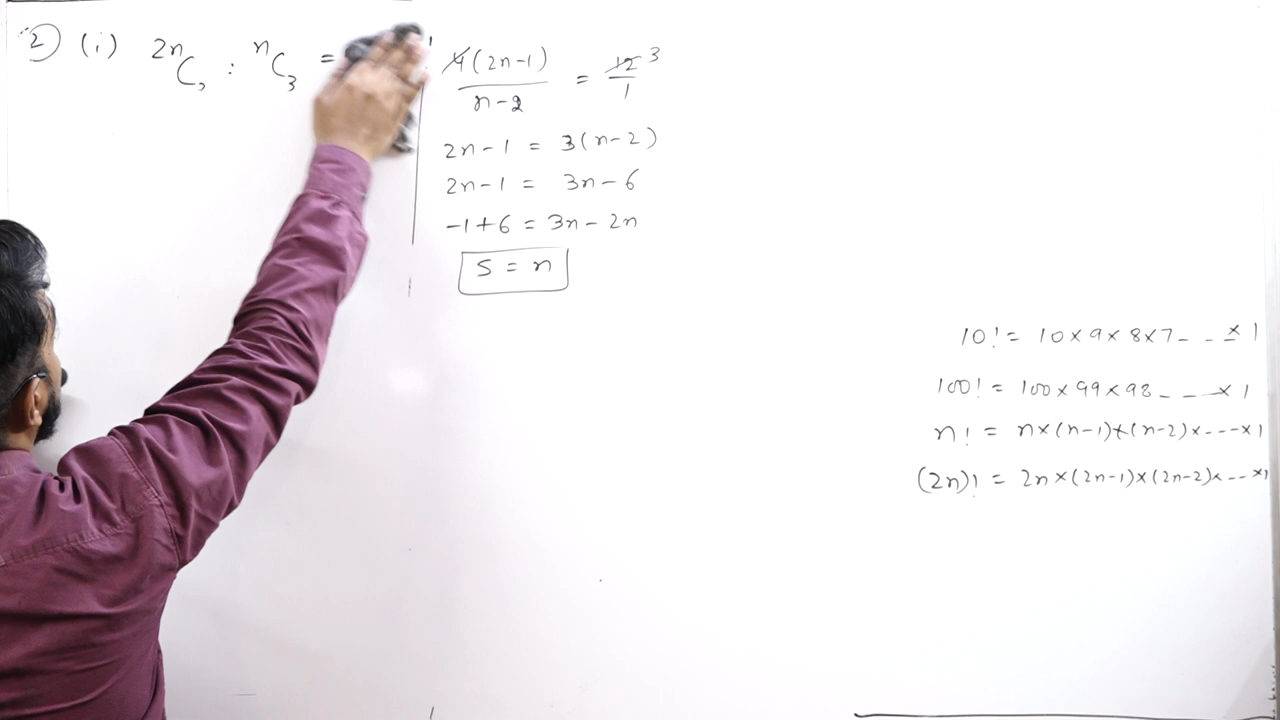 2 (i) 2nC, : nC3 =
4(2n-1) / n-2 = 12 3 / 1
2n-1 = 3(n-2)
2n-1 = 3n-6
-1+6 = 3n-2n
5 = n
10! = 10×9×8×7- - -×1
100! = 100×99×98- - -×1
n! = n×(n-1)×(n-2)×---×1
(2n)! = 2n×(2n-1)×(2n-2)×--×1